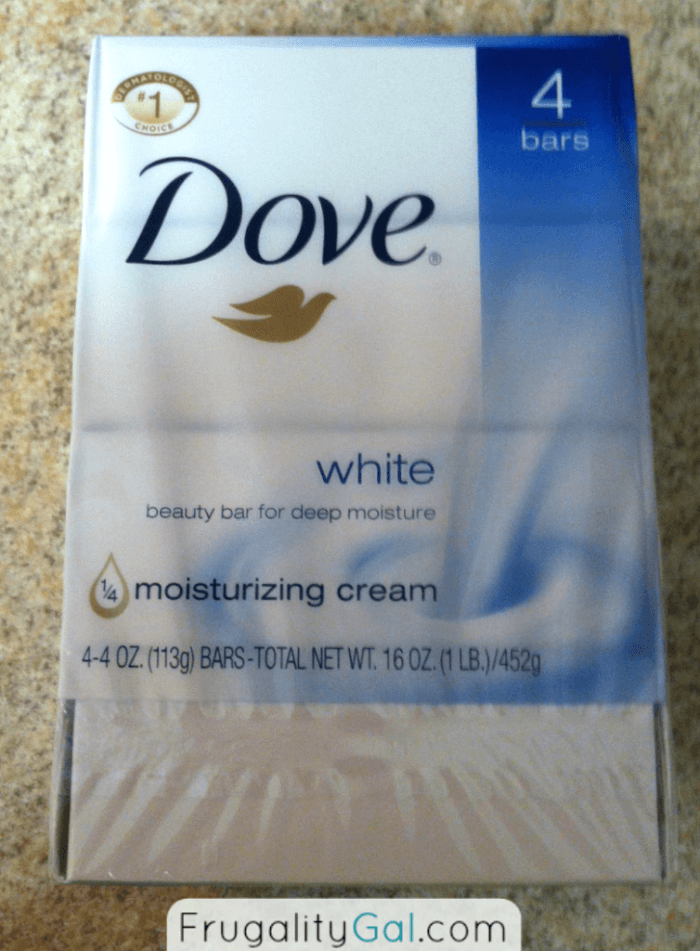 DERMATOLOGIST
#1
CHOICE
4
bars
Dove®
white
beauty bar for deep moisture
1/4 moisturizing cream
4-4 OZ. (113g) BARS-TOTAL NET WT. 16 OZ. (1 LB.)/452g
FrugalityGal.com